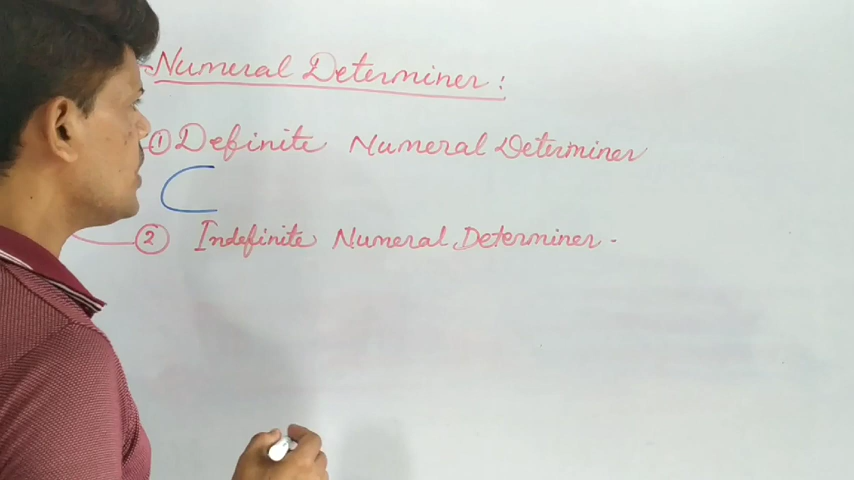 Numeral Determiner :
① Definite Numeral Determiner
② Indefinite Numeral Determiner .